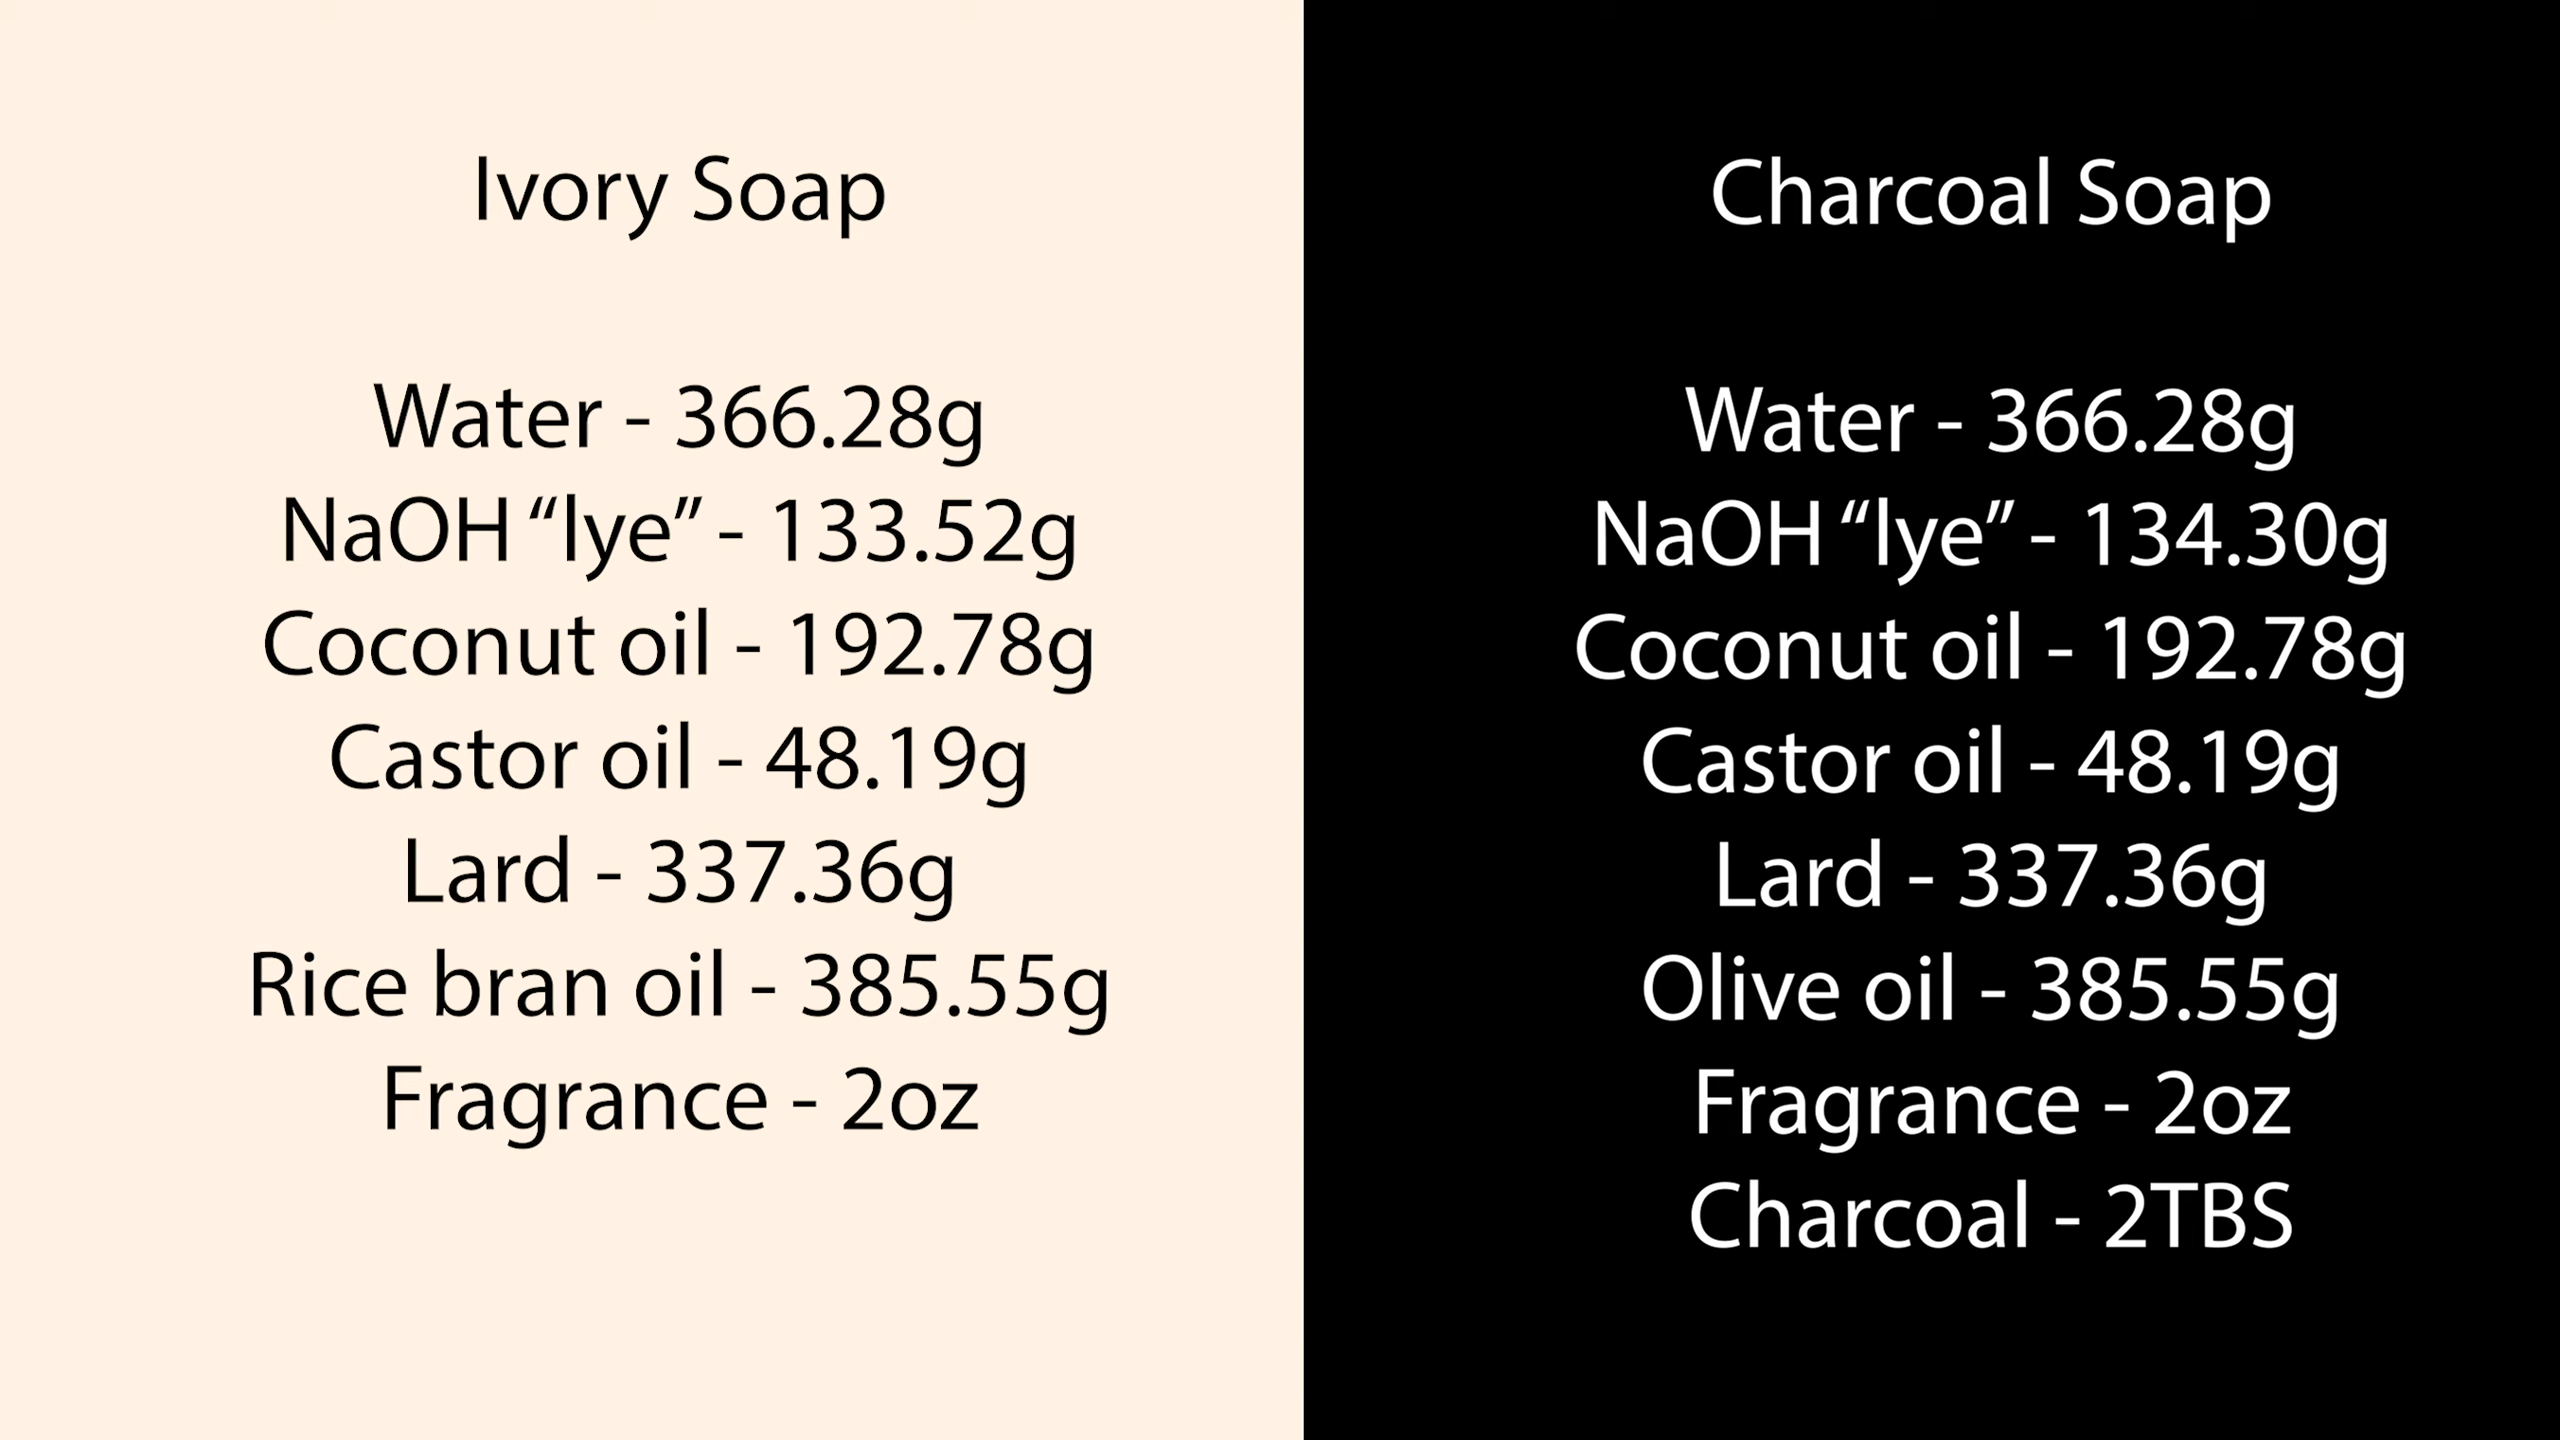 Ivory Soap
Water - 366.28g
NaOH “lye” - 133.52g
Coconut oil - 192.78g
Castor oil - 48.19g
Lard - 337.36g
Rice bran oil - 385.55g
Fragrance - 2oz
Charcoal Soap
Water - 366.28g
NaOH “lye” - 134.30g
Coconut oil - 192.78g
Castor oil - 48.19g
Lard - 337.36g
Olive oil - 385.55g
Fragrance - 2oz
Charcoal - 2TBS